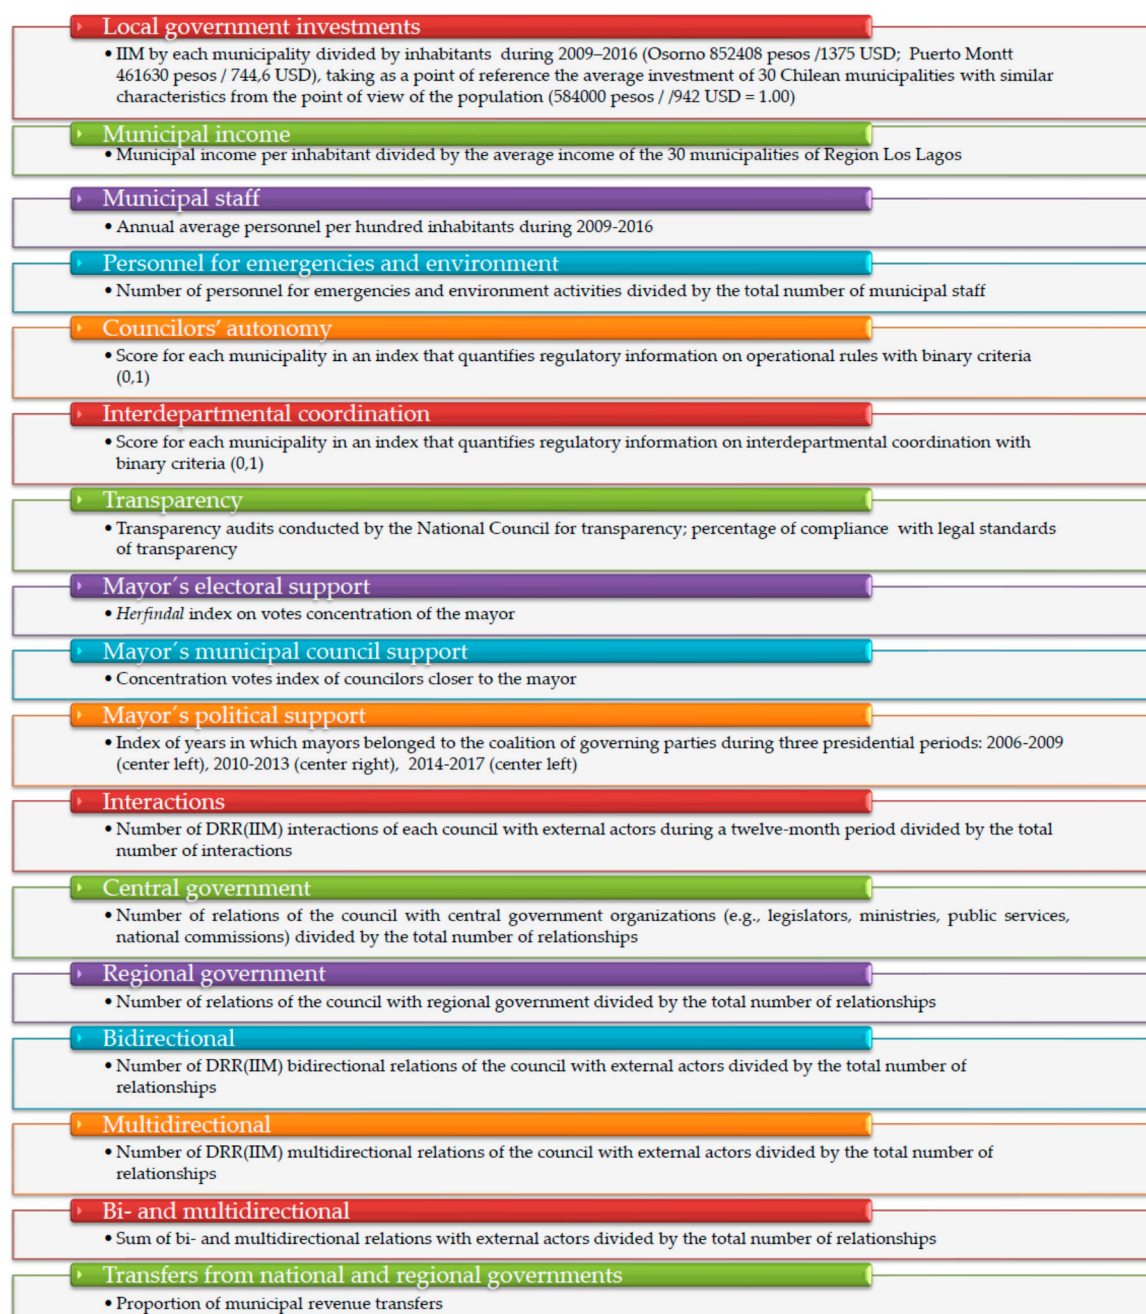 Local government investments
• IIM by each municipality divided by inhabitants during 2009–2016 (Osorno 852408 pesos /1375 USD; Puerto Montt
461630 pesos / 744,6 USD), taking as a point of reference the average investment of 30 Chilean municipalities with similar
characteristics from the point of view of the population (584000 pesos / /942 USD = 1.00)
Municipal income
• Municipal income per inhabitant divided by the average income of the 30 municipalities of Region Los Lagos
Municipal staff
• Annual average personnel per hundred inhabitants during 2009-2016
Personnel for emergencies and environment
• Number of personnel for emergencies and environment activities divided by the total number of municipal staff
Councilors’ autonomy
• Score for each municipality in an index that quantifies regulatory information on operational rules with binary criteria
(0,1)
Interdepartmental coordination
• Score for each municipality in an index that quantifies regulatory information on interdepartmental coordination with
binary criteria (0,1)
Transparency
• Transparency audits conducted by the National Council for transparency; percentage of compliance with legal standards
of transparency
Mayor´s electoral support
• Herfindal index on votes concentration of the mayor
Mayor´s municipal council support
• Concentration votes index of councilors closer to the mayor
Mayor´s political support
• Index of years in which mayors belonged to the coalition of governing parties during three presidential periods: 2006-2009
(center left), 2010-2013 (center right), 2014-2017 (center left)
Interactions
• Number of DRR(IIM) interactions of each council with external actors during a twelve-month period divided by the total
number of interactions
Central government
• Number of relations of the council with central government organizations (e.g., legislators, ministries, public services,
national commissions) divided by the total number of relationships
Regional government
• Number of relations of the council with regional government divided by the total number of relationships
Bidirectional
• Number of DRR(IIM) bidirectional relations of the council with external actors divided by the total number of
relationships
Multidirectional
• Number of DRR(IIM) multidirectional relations of the council with external actors divided by the total number of
relationships
Bi- and multidirectional
• Sum of bi- and multidirectional relations with external actors divided by the total number of relationships
Transfers from national and regional governments
• Proportion of municipal revenue transfers